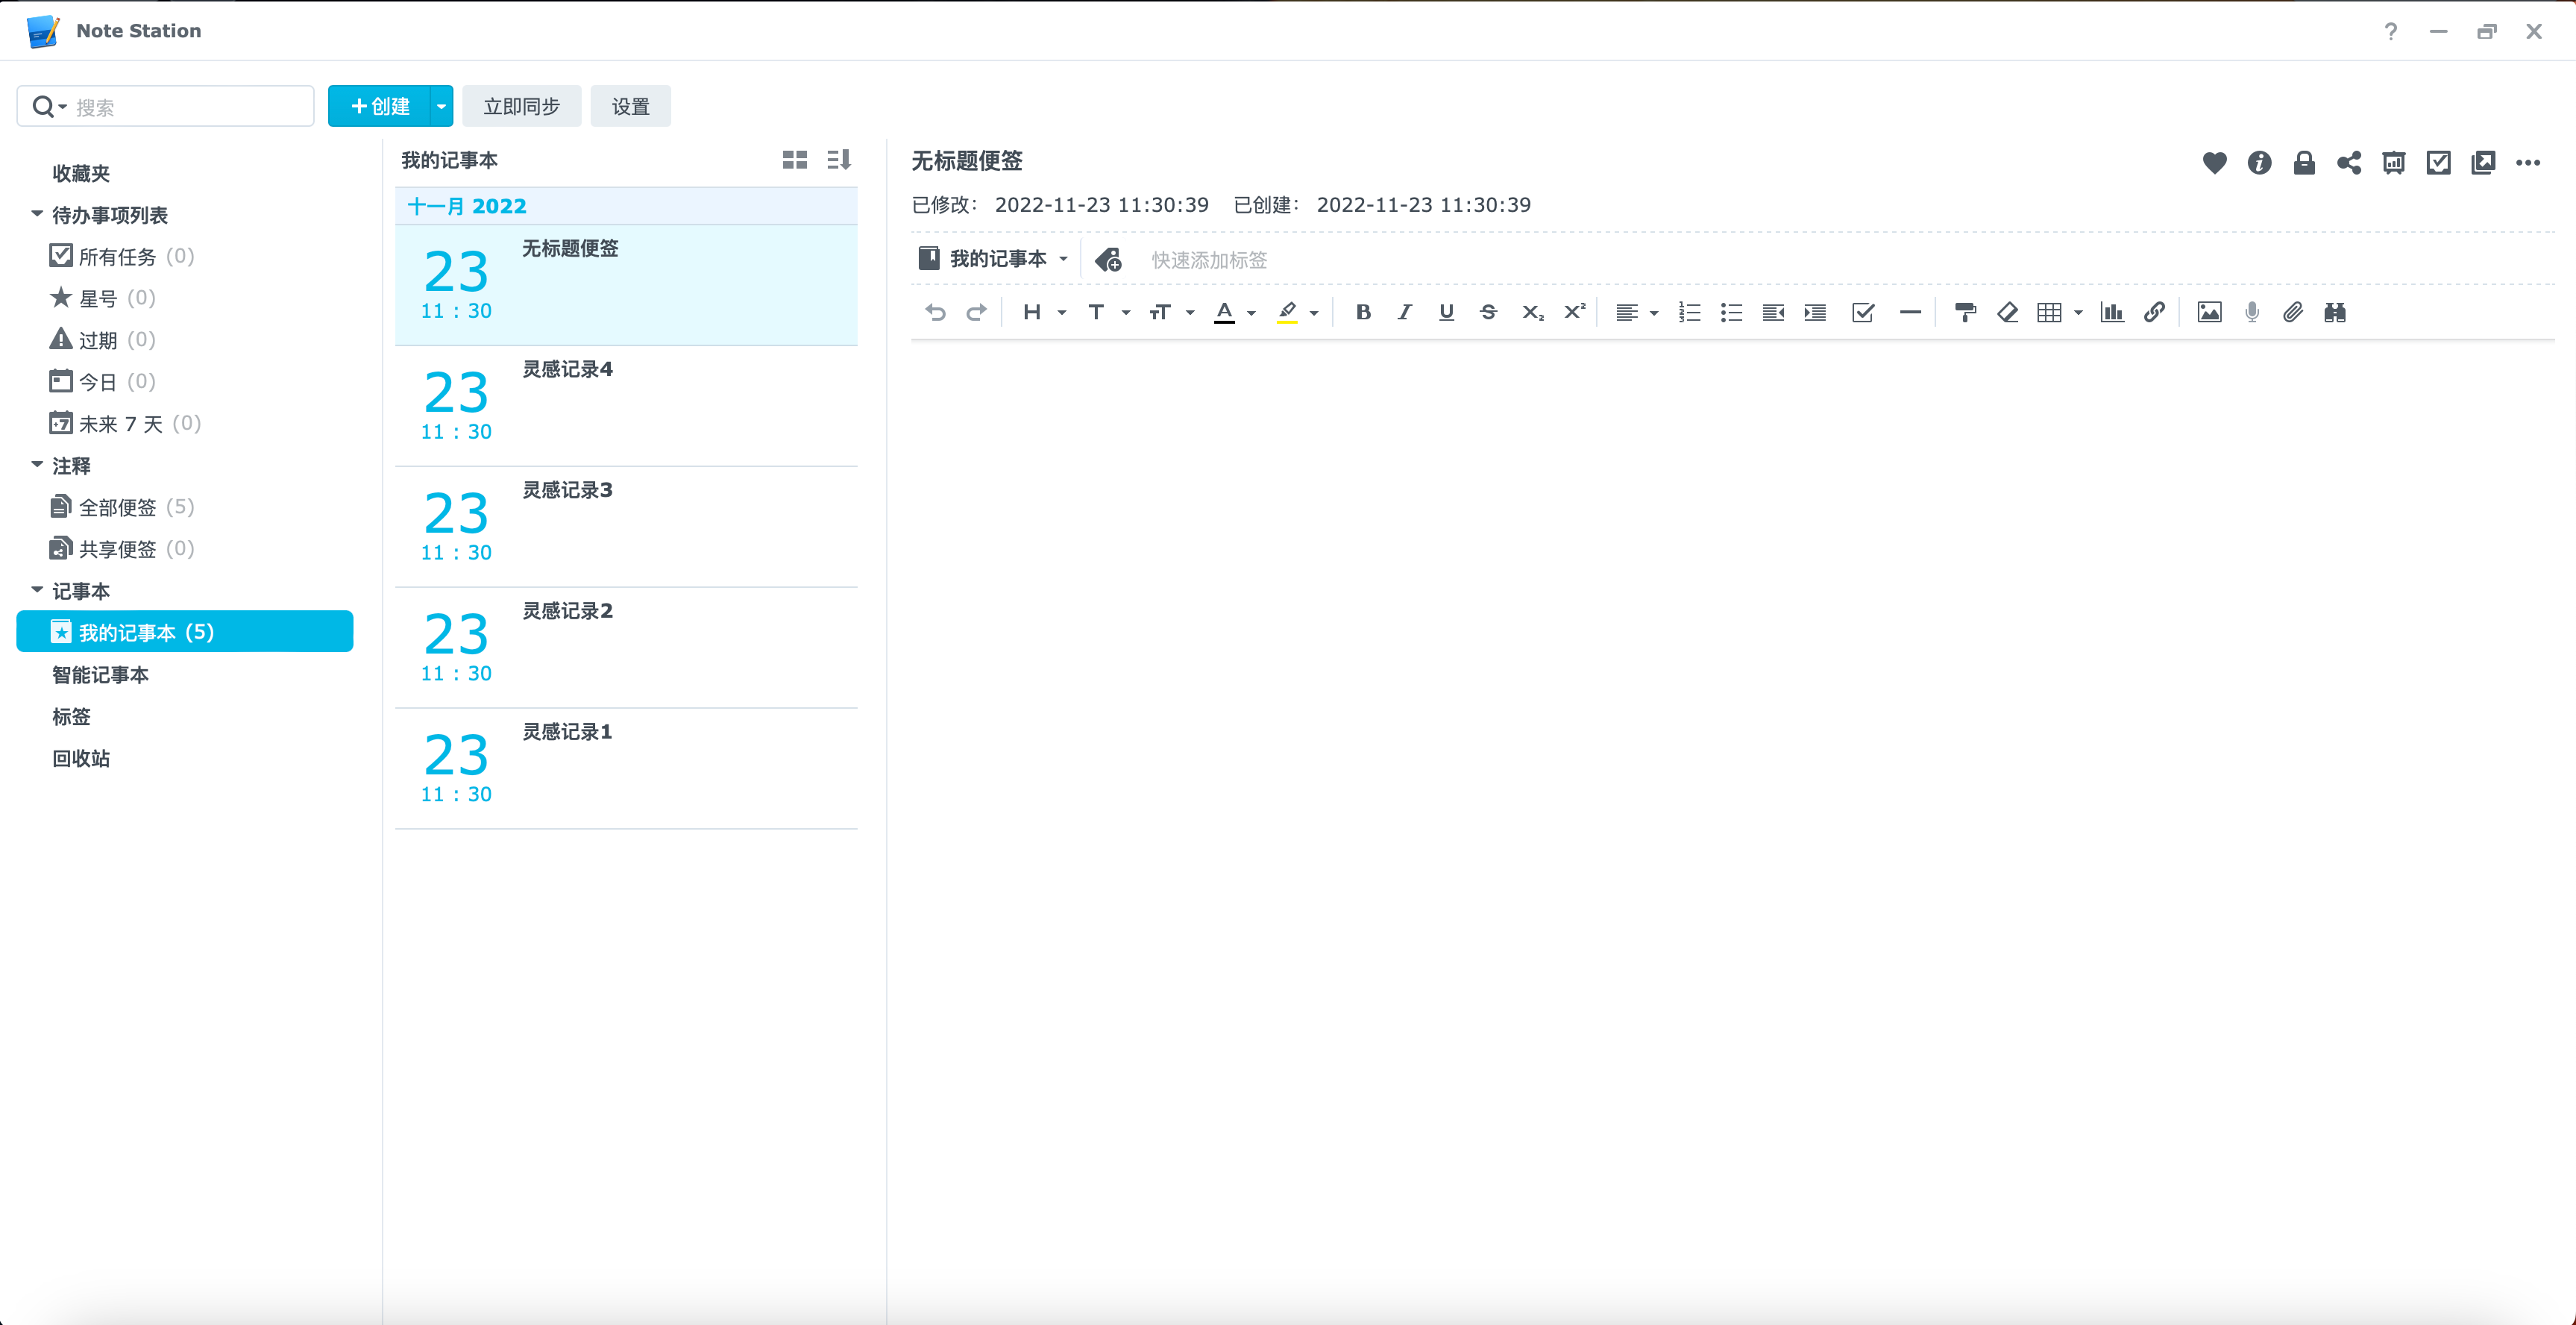 Note Station
搜索
创建
立即同步
设置
收藏夹
待办事项列表
所有任务 (0)
星号 (0)
过期 (0)
今日 (0)
未来 7 天 (0)
注释
全部便签 (5)
共享便签 (0)
记事本
我的记事本 (5)
智能记事本
标签
回收站
我的记事本
十一月 2022
无标题便签
23
11 : 30
灵感记录4
23
11 : 30
灵感记录3
23
11 : 30
灵感记录2
23
11 : 30
灵感记录1
23
11 : 30
无标题便签
已修改： 2022-11-23 11:30:39 已创建： 2022-11-23 11:30:39
我的记事本 快速添加标签